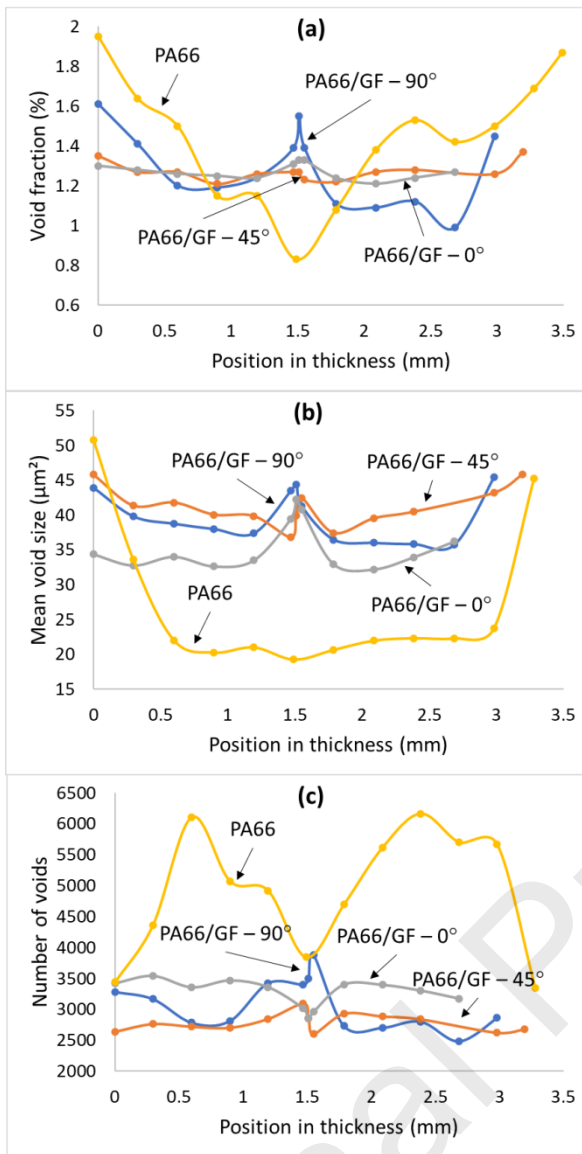 (a)
2
1.8
1.6
1.4
1.2
1
0.8
0.6
Void fraction (%)
PA66
PA66/GF – 90°
PA66/GF – 45°
PA66/GF – 0°
0 0.5 1 1.5 2 2.5 3 3.5
Position in thickness (mm)
(b)
55
50
45
40
35
30
25
20
15
Mean void size (µm²)
PA66/GF – 90°
PA66/GF – 45°
PA66/GF – 0°
PA66
0 0.5 1 1.5 2 2.5 3 3.5
Position in thickness (mm)
(c)
6500
6000
5500
5000
4500
4000
3500
3000
2500
2000
Number of voids
PA66
PA66/GF – 90°
PA66/GF – 0°
PA66/GF – 45°
0 0.5 1 1.5 2 2.5 3 3.5
Position in thickness (mm)